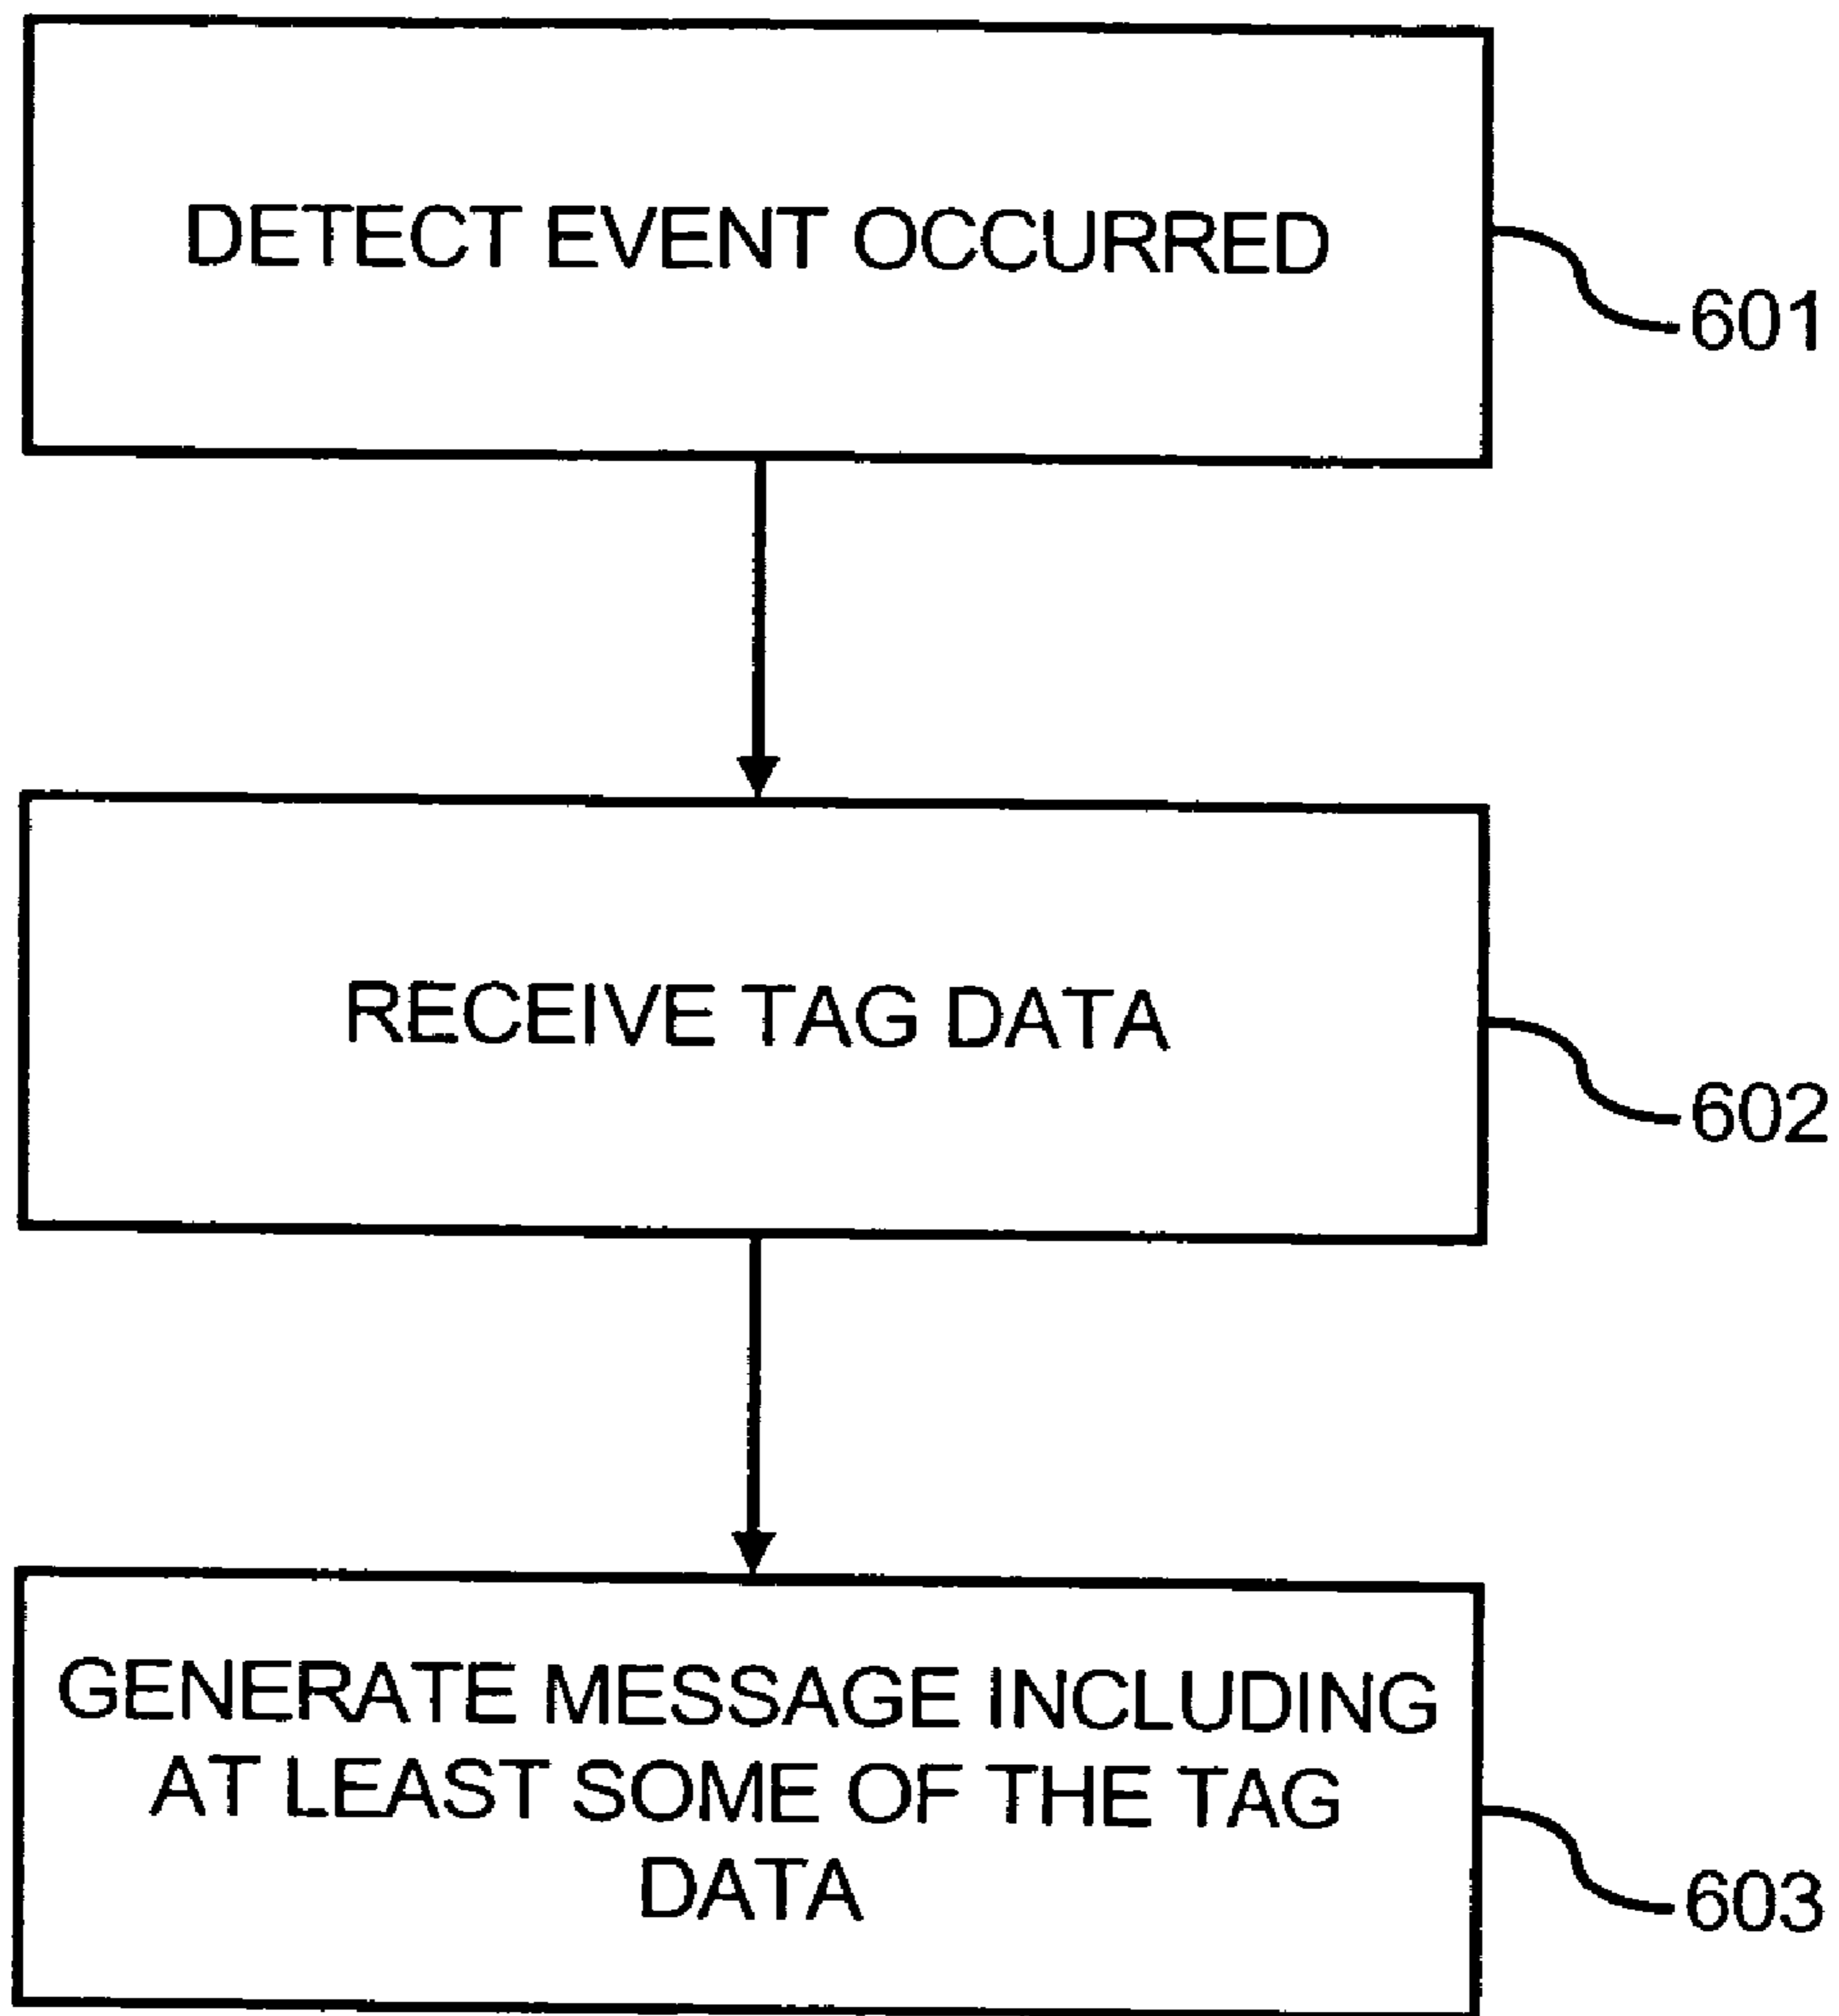 DETECT EVENT OCCURRED
601
RECEIVE TAG DATA
602
GENERATE MESSAGE INCLUDING
AT LEAST SOME OF THE TAG
DATA
603